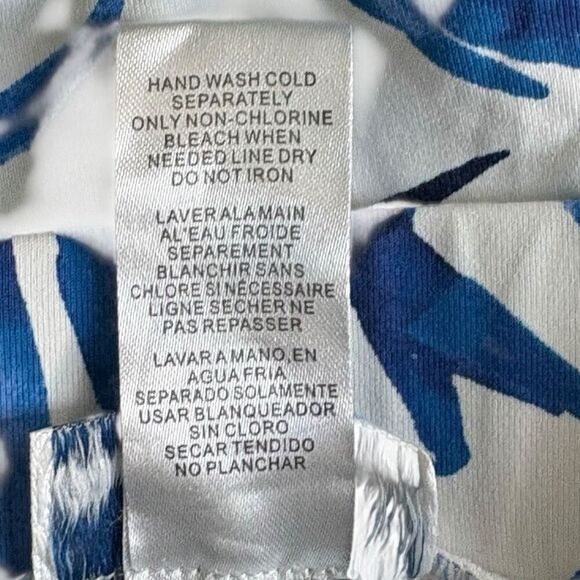 HAND WASH COLD
SEPARATELY
ONLY NON-CHLORINE
BLEACH WHEN
NEEDED LINE DRY
DO NOT IRON
LAVER ALA MAIN
AL'EAU FROIDE
SEPAREMENT
BLANCHIR SANS
CHLORE SI NÉCESSAIRE
LIGNE SECHER NE
PAS REPASSER
LAVAR A MANO,EN
AGUA FRIA
SEPARADO SOLAMENTE
USAR BLANQUEADOR
SIN CLORO
SECAR TENDIDO
NO PLANCHAR